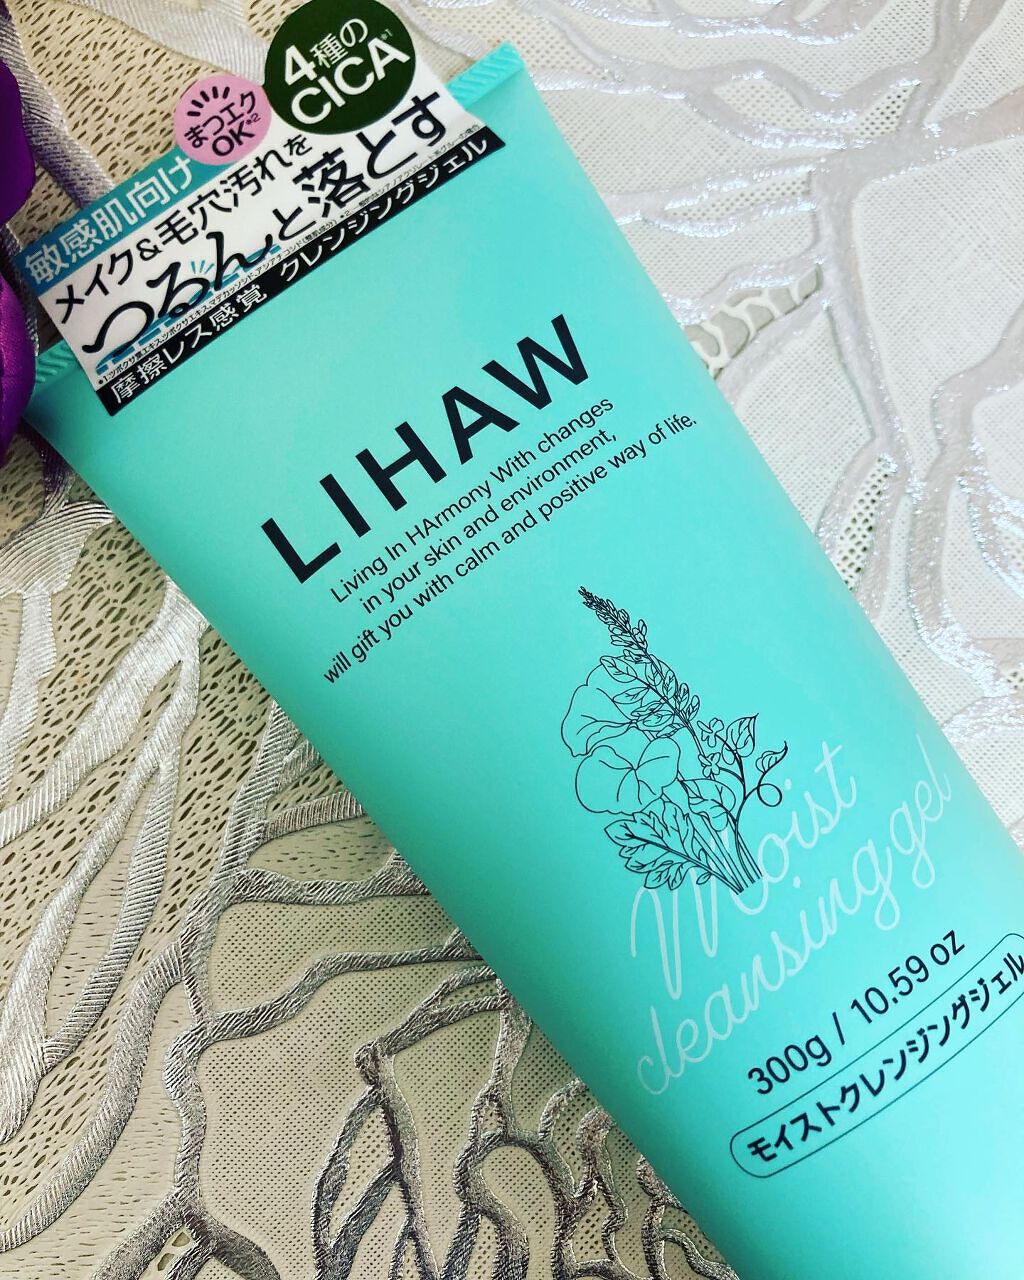 4種の
CICA※1
まつエク
OK※2
敏感肌向け
メイク&毛穴汚れを
つるんと落とす
摩擦レス感覚 クレンジングジェル
LIHAW
Living In HArmony With changes
in your skin and environment,
will gift you with calm and positive way of life.
Moist
cleansing gel
300g / 10.59 oz
モイストクレンジングジェル